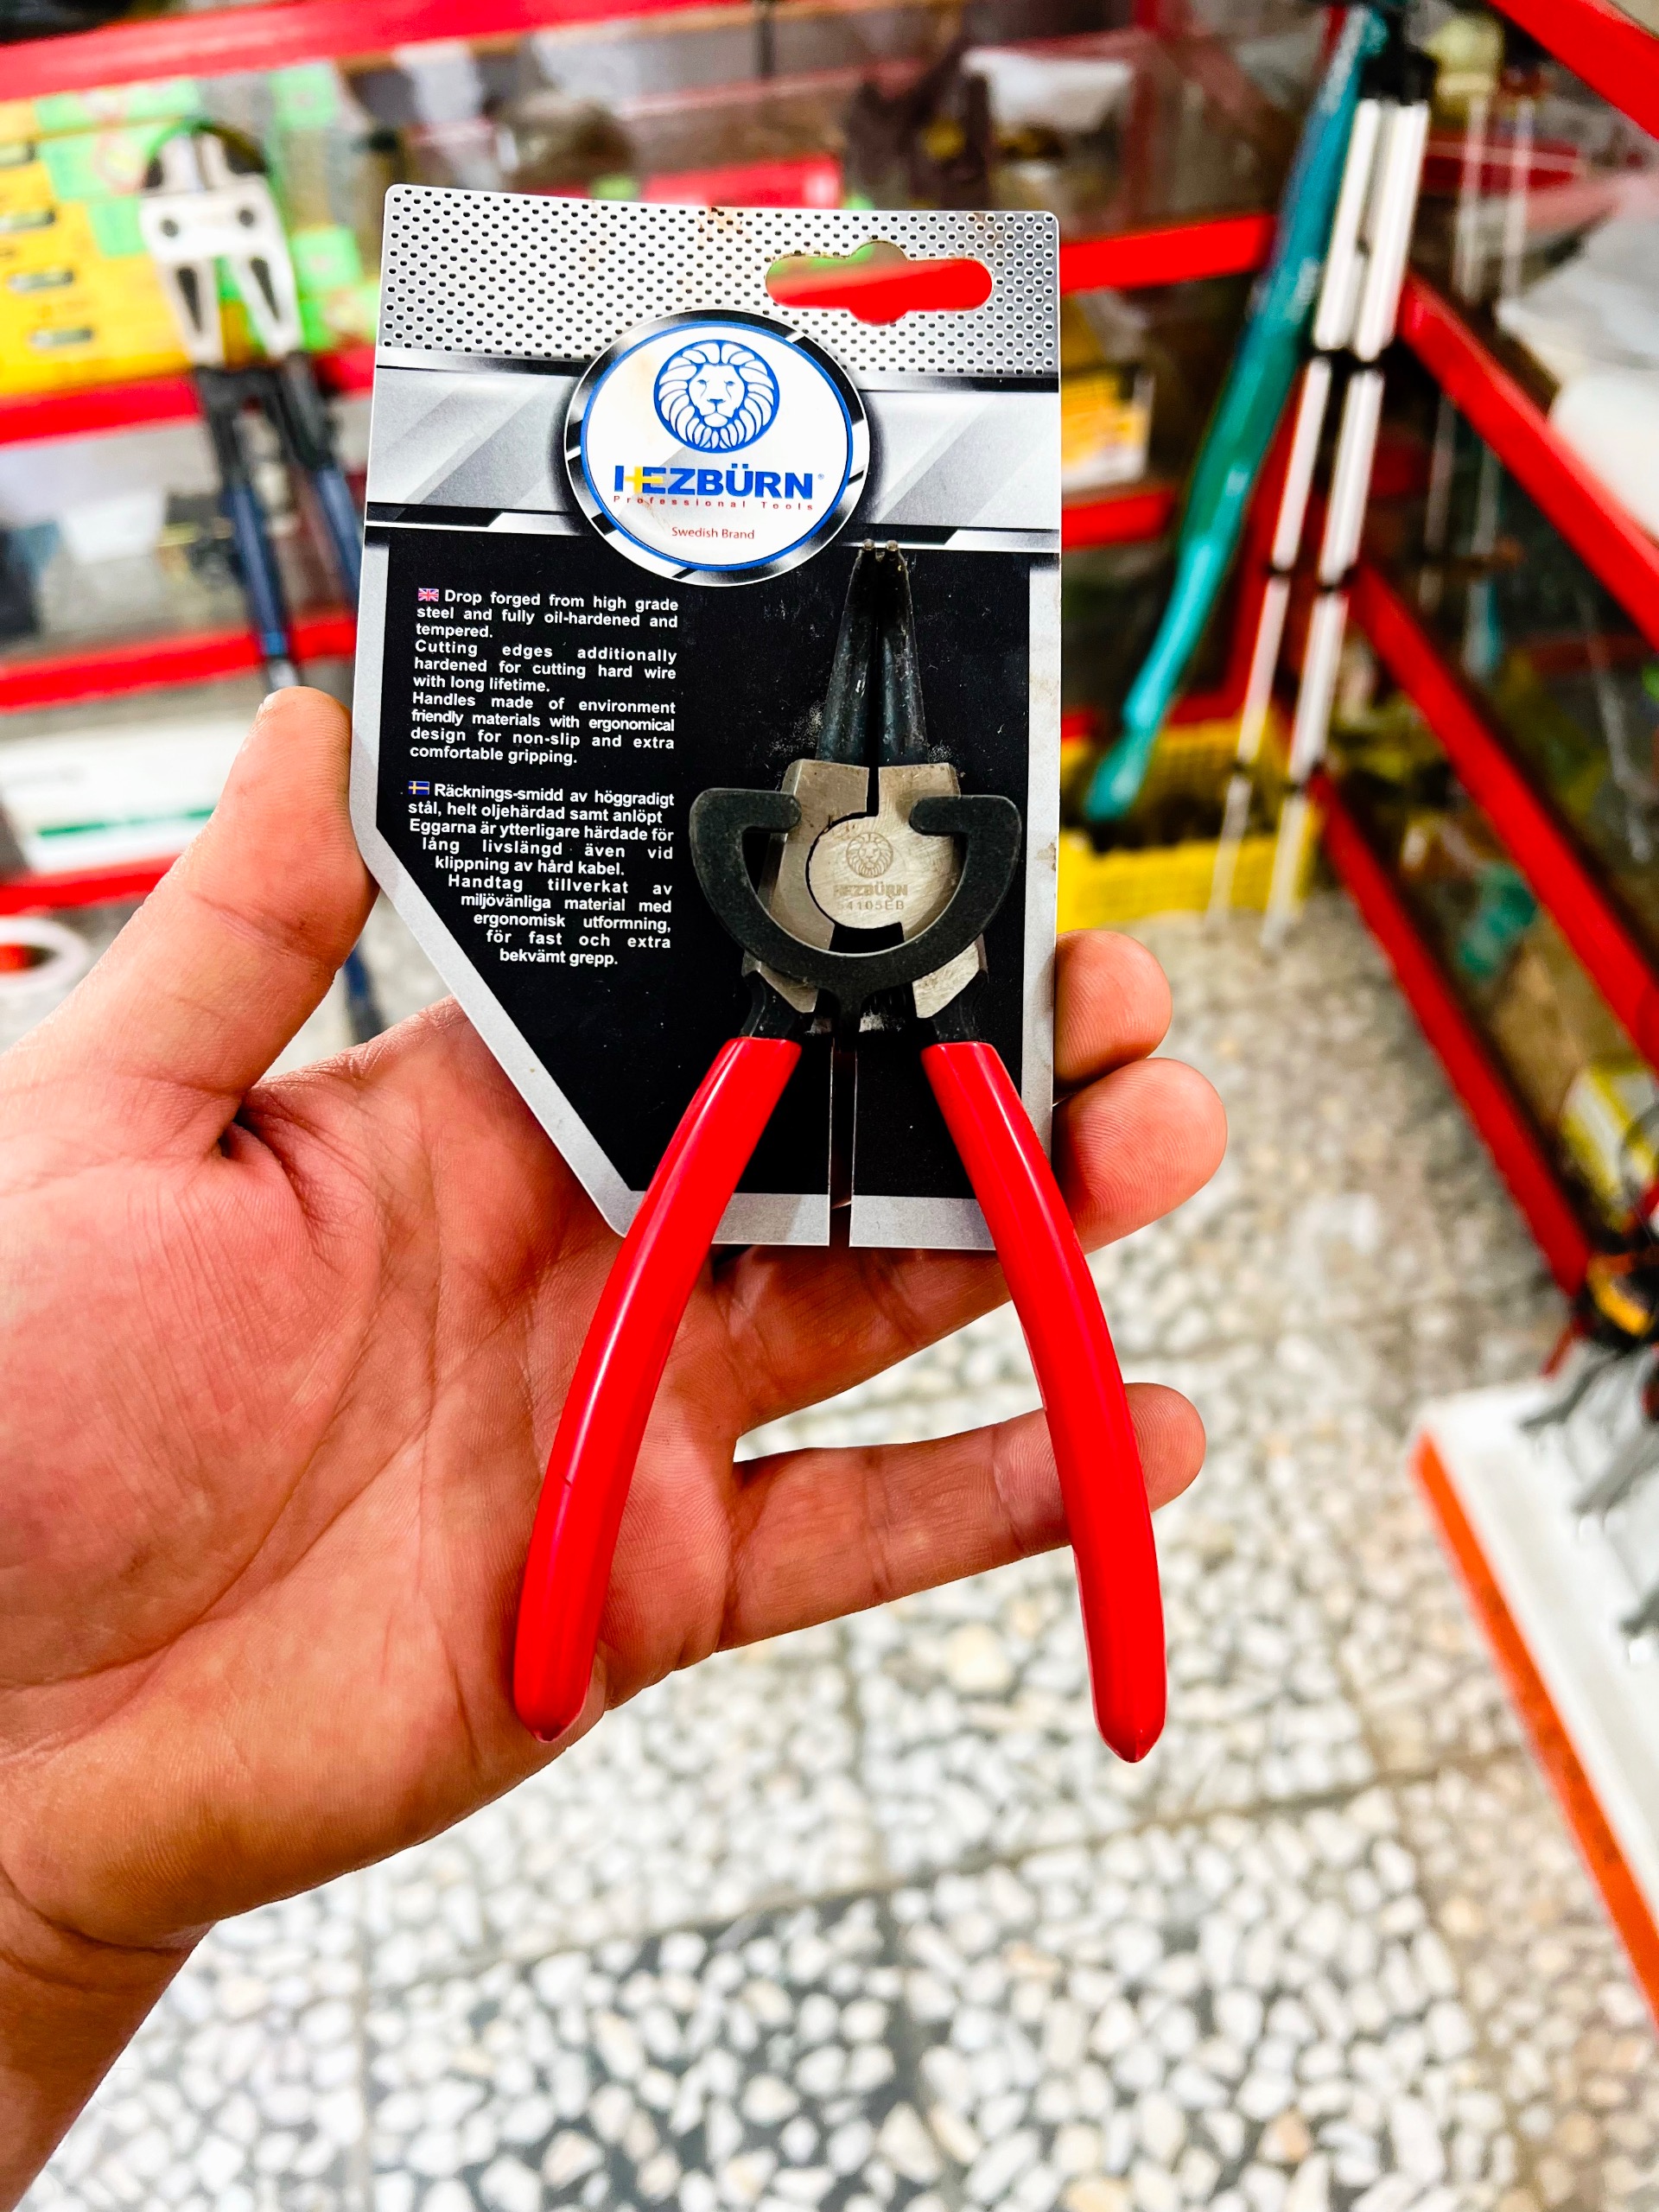 HEZBÜRN®
Professional Tools
Swedish Brand
Drop forged from high grade
steel and fully oil-hardened and
tempered.
Cutting edges additionally
hardened for cutting hard wire
with long lifetime.
Handles made of environment
friendly materials with ergonomical
design for non-slip and extra
comfortable gripping.
Räcknings-smidd av höggradigt
stål, helt oljehärdad samt anlöpt
Eggarna är ytterligare härdade för
lång livslängd även vid
klippning av hård kabel.
Handtag tillverkat av
miljövänliga material med
ergonomisk utformning,
för fast och extra
bekvämt grepp.
HEZBÜRN
54105EB